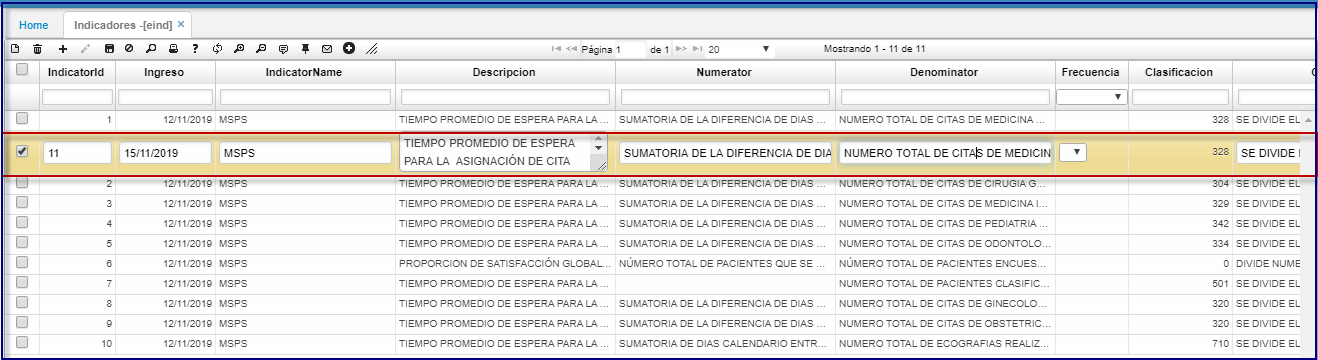 Home Indicadores -[eind] ×
Página 1 de 1 20 Mostrando 1 - 11 de 11
IndicatorId Ingreso IndicatorName Descripcion Numerator Denominator Frecuencia Clasificacion
1 12/11/2019 MSPS TIEMPO PROMEDIO DE ESPERA PARA LA ... SUMATORIA DE LA DIFERENCIA DE DIAS ... NUMERO TOTAL DE CITAS DE MEDICINA ... 328 SE DIVIDE EL
11 15/11/2019 MSPS TIEMPO PROMEDIO DE ESPERA
PARA LA ASIGNACIÓN DE CITA SUMATORIA DE LA DIFERENCIA DE DIA NUMERO TOTAL DE CITAS DE MEDICIN 328 SE DIVIDE
2 12/11/2019 MSPS TIEMPO PROMEDIO DE ESPERA PARA LA ... SUMATORIA DE LA DIFERENCIA DE DIAS ... NUMERO TOTAL DE CITAS DE CIRUGIA G... 304 SE DIVIDE EL
3 12/11/2019 MSPS TIEMPO PROMEDIO DE ESPERA PARA LA ... SUMATORIA DE LA DIFERENCIA DE DIAS ... NUMERO TOTAL DE CITAS DE MEDICINA I... 329 SE DIVIDE EL
4 12/11/2019 MSPS TIEMPO PROMEDIO DE ESPERA PARA LA ... SUMATORIA DE LA DIFERENCIA DE DIAS ... NUMERO TOTAL DE CITAS DE PEDIATRIA ... 342 SE DIVIDE EL
5 12/11/2019 MSPS TIEMPO PROMEDIO DE ESPERA PARA LA ... SUMATORIA DE LA DIFERENCIA DE DIAS ... NUMERO TOTAL DE CITAS DE ODONTOLO... 334 SE DIVIDE EL
6 12/11/2019 MSPS PROPORCION DE SATISFACCIÓN GLOBAL... NÚMERO TOTAL DE PACIENTES QUE SE ... NÚMERO TOTAL DE PACIENTES ENCUES... 0 DIVIDE NUME
7 12/11/2019 MSPS TIEMPO PROMEDIO DE ESPERA PARA LA ... NUMERO TOTAL DE PACIENTES CLASIFIC... 501 SE DIVIDE EL
8 12/11/2019 MSPS TIEMPO PROMEDIO DE ESPERA PARA LA ... SUMATORIA DE LA DIFERENCIA DE DIAS ... NUMERO TOTAL DE CITAS DE GINECOLO... 320 SE DIVIDE EL
9 12/11/2019 MSPS TIEMPO PROMEDIO DE ESPERA PARA LA ... SUMATORIA DE LA DIFERENCIA DE DIAS ... NUMERO TOTAL DE CITAS DE OBSTETRIC... 320 SE DIVIDE EL
10 12/11/2019 MSPS TIEMPO PROMEDIO DE ESPERA PARA LA ... SUMATORIA DE DIAS CALENDARIO ENTR... NUMERO TOTAL DE ECOGRAFIAS REALIZ... 710 SE DIVIDE EL